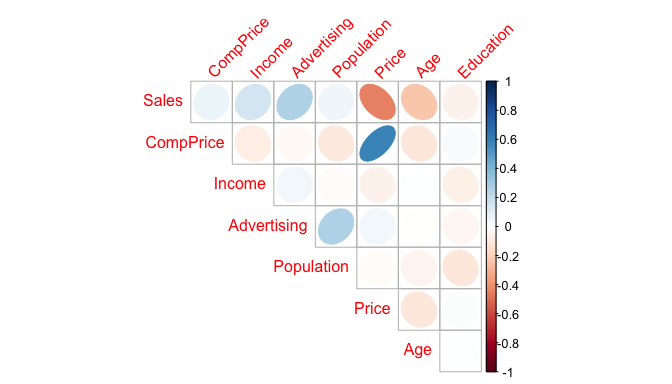 CompPrice
Income
Advertising
Population
Price
Age
Education
Sales
CompPrice
Income
Advertising
Population
Price
Age
1
0.8
0.6
0.4
0.2
0
-0.2
-0.4
-0.6
-0.8
-1